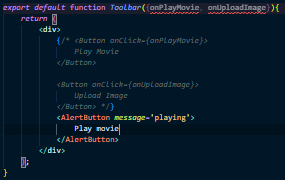 export default function Toolbar({onPlayMovie, onUploadImage}){
return (
<div>
{/* <Button onClick={onPlayMovie}>
Play Movie
</Button>
<Button onClick={onUploadImage}>
Upload Image
</Button> */}
<AlertButton message='playing'>
Play movie
</AlertButton>
</div>
);
}